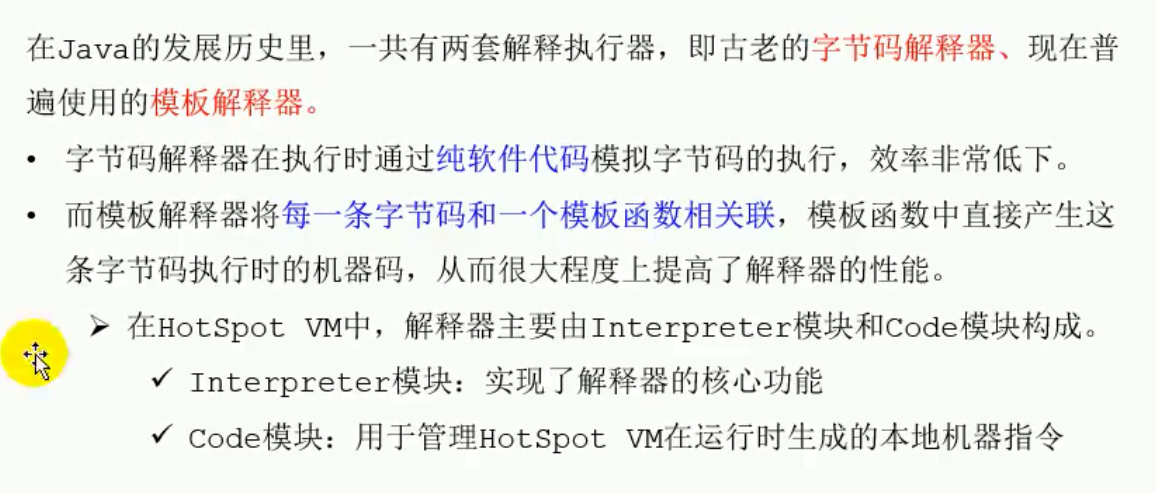 在Java的发展历史里，一共有两套解释执行器，即古老的字节码解释器、现在普
遍使用的模板解释器。
• 字节码解释器在执行时通过纯软件代码模拟字节码的执行，效率非常低下。
• 而模板解释器将每一条字节码和一个模板函数相关联，模板函数中直接产生这
条字节码执行时的机器码，从而很大程度上提高了解释器的性能。
➢ 在HotSpot VM中，解释器主要由Interpreter模块和Code模块构成。
✓ Interpreter模块：实现了解释器的核心功能
✓ Code模块：用于管理HotSpot VM在运行时生成的本地机器指令